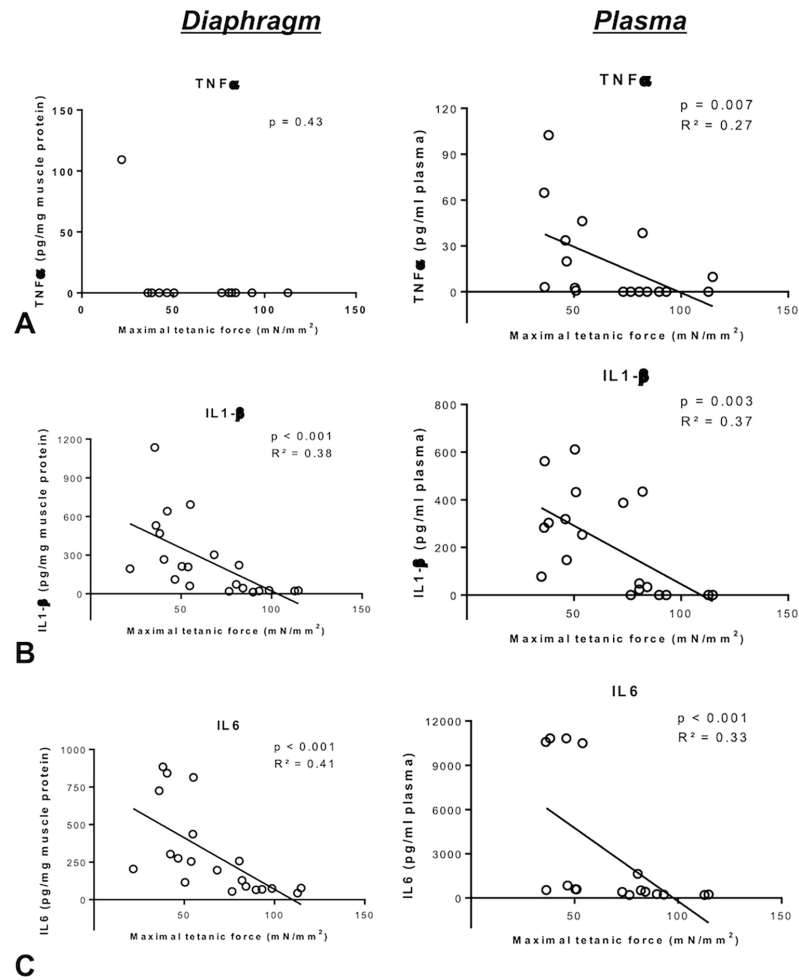 Diaphragm
Plasma
TNFα
p = 0.43
TNFα (pg/mg muscle protein)
150
100
50
0
0 50 100 150
Maximal tetanic force (mN/mm²)
A
TNFα
p = 0.007
R² = 0.27
TNFα (pg/ml plasma)
120
90
60
30
0
50 100 150
Maximal tetanic force (mN/mm²)
IL1-β
p < 0.001
R² = 0.38
IL1-β (pg/mg muscle protein)
1200
900
600
300
0
50 100 150
Maximal tetanic force (mN/mm²)
B
IL1-β
p = 0.003
R² = 0.37
IL1-β (pg/ml plasma)
800
600
400
200
0
50 100 150
Maximal tetanic force (mN/mm²)
IL6
p < 0.001
R² = 0.41
IL6 (pg/mg muscle protein)
1000
750
500
250
0
50 100 150
Maximal tetanic force (mN/mm²)
C
IL6
p < 0.001
R² = 0.33
IL6 (pg/ml plasma)
12000
9000
6000
3000
0
50 100 150
Maximal tetanic force (mN/mm²)